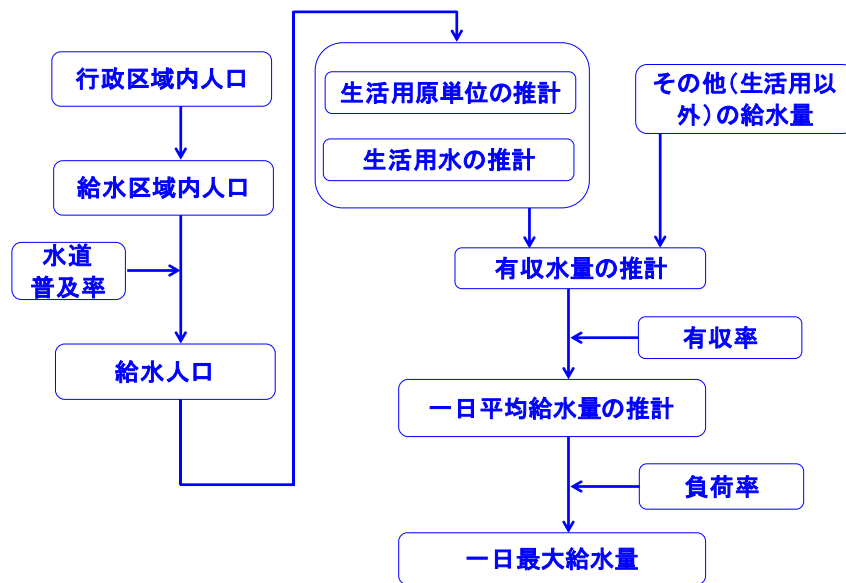 行政区域内人口
給水区域内人口
水道
普及率
給水人口
生活用原単位の推計
生活用水の推計
その他（生活用以
外）の給水量
有収水量の推計
有収率
一日平均給水量の推計
負荷率
一日最大給水量